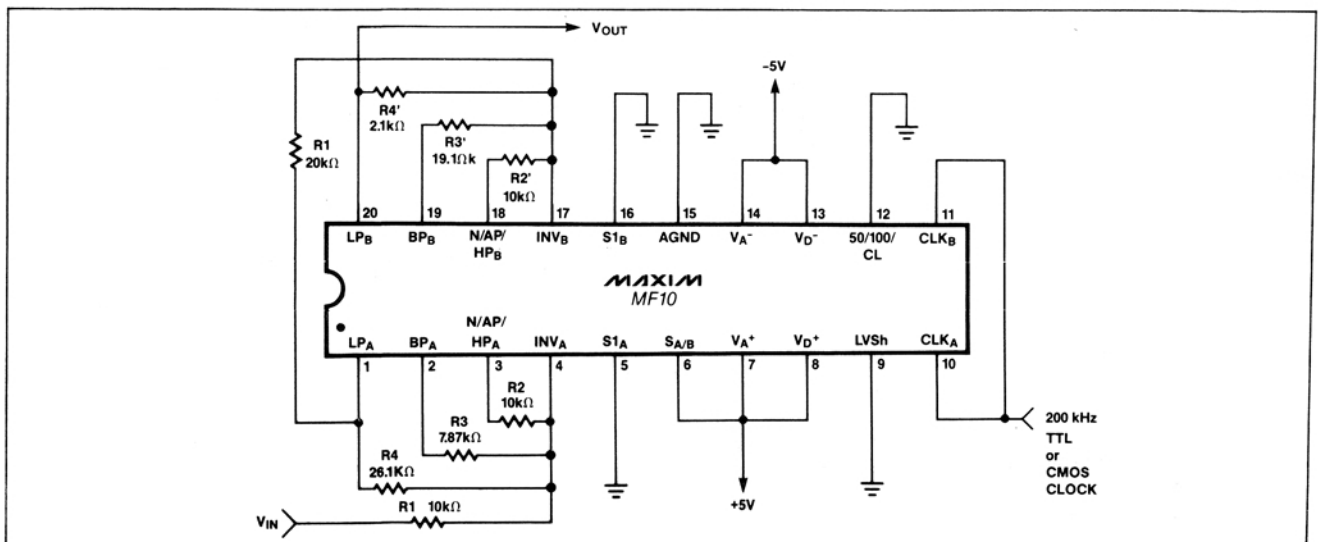 VOUT
-5V
R4'
2.1kΩ
R3'
19.1Ωk
R2'
10kΩ
R1
20kΩ
20 19 18 17 16 15 14 13 12 11
LPB BPB N/AP/HPB INVB S1B AGND VA- VD- 50/100/CL CLKB
MAXIM
MF10
LPA BPA N/AP/HPA INVA S1A SA/B VA+ VD+ LVSh CLKA
1 2 3 4 5 6 7 8 9 10
R2
10kΩ
R3
7.87kΩ
R4
26.1KΩ
R1 10kΩ
VIN
+5V
200 kHz
TTL
or
CMOS
CLOCK